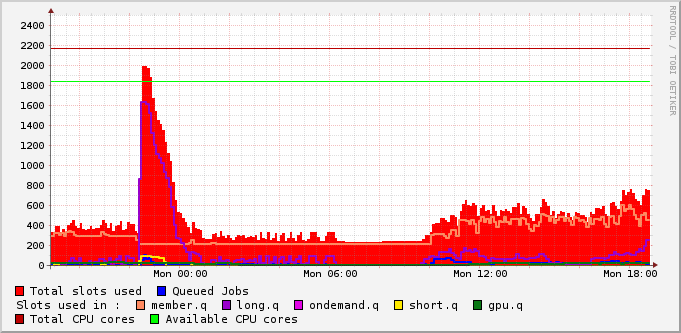 2400
2200
2000
1800
1600
1400
1200
1000
800
600
400
200
0
Mon 00:00 Mon 06:00 Mon 12:00 Mon 18:00
Total slots used Queued Jobs
Slots used in : member.q long.q ondemand.q short.q gpu.q
Total CPU cores Available CPU cores
RRDTOOL / TOBI OETIKER